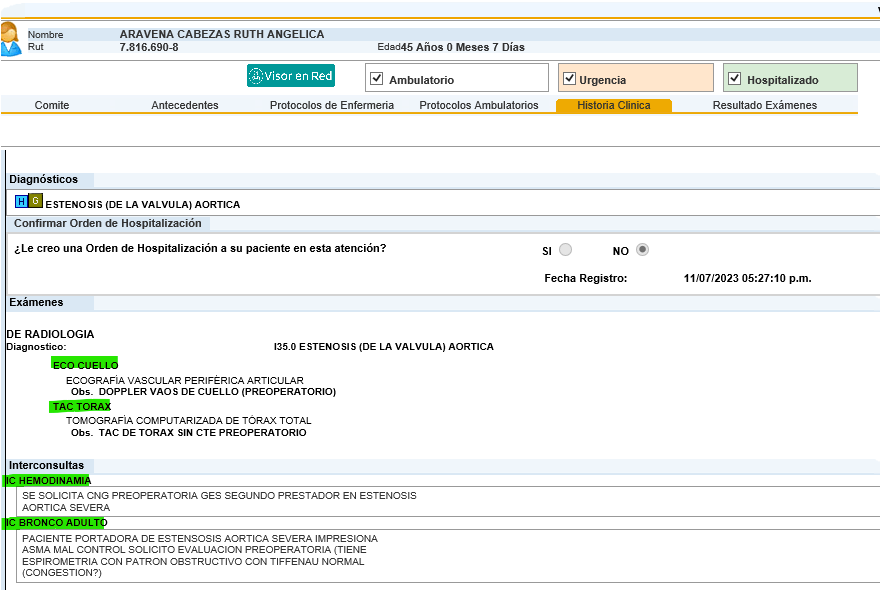 Nombre ARAVENA CABEZAS RUTH ANGELICA
Rut 7.816.690-8 Edad45 Años 0 Meses 7 Días
Visor en Red Ambulatorio Urgencia Hospitalizado
Comite Antecedentes Protocolos de Enfermeria Protocolos Ambulatorios Historia Clinica Resultado Exámenes
Diagnósticos
H G ESTENOSIS (DE LA VALVULA) AORTICA
Confirmar Orden de Hospitalización
¿Le creo una Orden de Hospitalización a su paciente en esta atención? SI NO
Fecha Registro: 11/07/2023 05:27:10 p.m.
Exámenes
DE RADIOLOGIA
Diagnostico: I35.0 ESTENOSIS (DE LA VALVULA) AORTICA
ECO CUELLO
ECOGRAFÍA VASCULAR PERIFÉRICA ARTICULAR
Obs. DOPPLER VAOS DE CUELLO (PREOPERATORIO)
TAC TORAX
TOMOGRAFÌA COMPUTARIZADA DE TÓRAX TOTAL
Obs. TAC DE TORAX SIN CTE PREOPERATORIO
Interconsultas
IC HEMODINAMIA
SE SOLICITA CNG PREOPERATORIA GES SEGUNDO PRESTADOR EN ESTENOSIS
AORTICA SEVERA
IC BRONCO ADULTO
PACIENTE PORTADORA DE ESTENSOSIS AORTICA SEVERA IMPRESIONA
ASMA MAL CONTROL SOLICITO EVALUACION PREOPERATORIA (TIENE
ESPIROMETRIA CON PATRON OBSTRUCTIVO CON TIFFENAU NORMAL
(CONGESTION?)